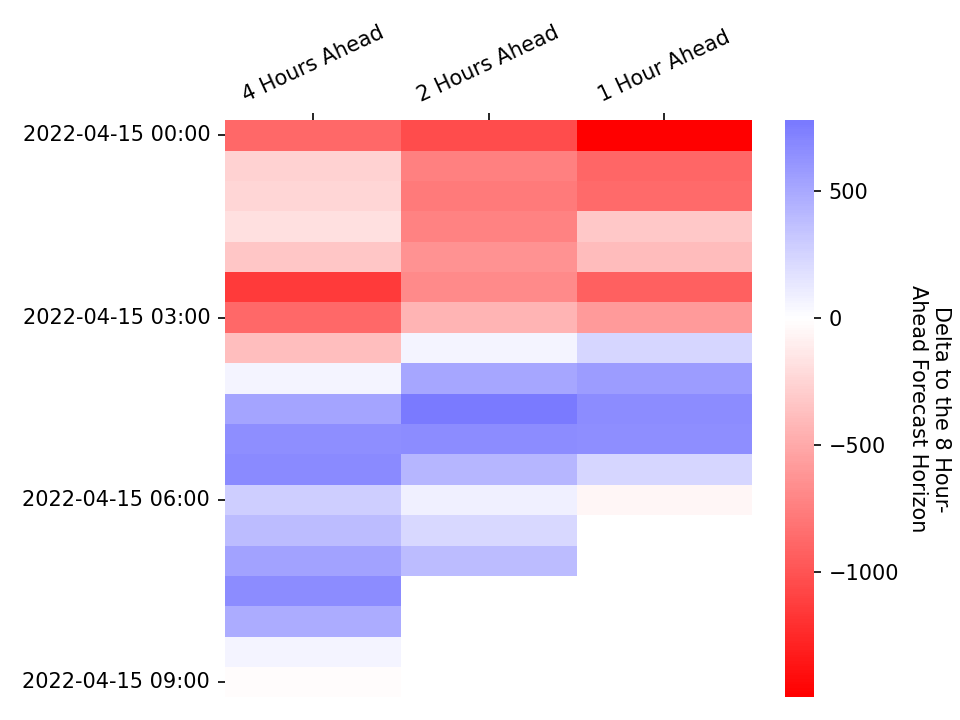 4 Hours Ahead
2 Hours Ahead
1 Hour Ahead
2022-04-15 00:00
2022-04-15 03:00
2022-04-15 06:00
2022-04-15 09:00
500
0
−500
−1000
Delta to the 8 Hour-
Ahead Forecast Horizon